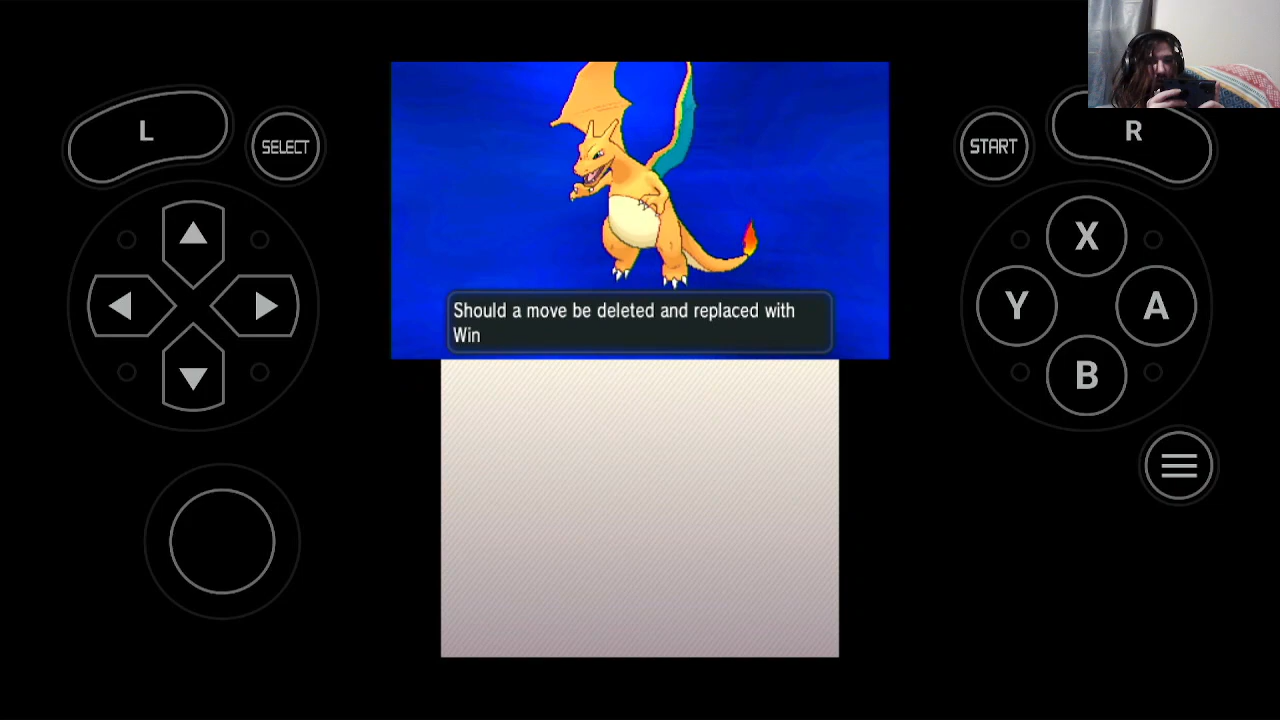 L
SELECT
START
R
X
Y
A
B
Should a move be deleted and replaced with
Win